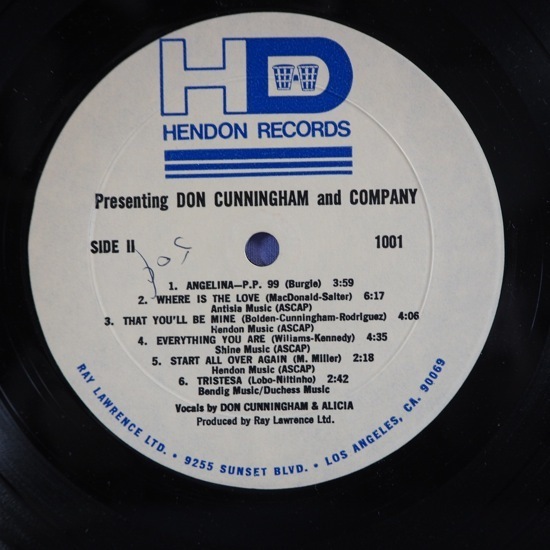 HD
HENDON RECORDS
Presenting DON CUNNINGHAM and COMPANY
SIDE II
1001
1. ANGELINA—P.P. 99 (Burgie) 3:59
2. WHERE IS THE LOVE (MacDonald-Salter) 6:17
Antisia Music (ASCAP)
3. THAT YOU'LL BE MINE (Bolden-Cunningham-Rodriguez) 4:06
Hendon Music (ASCAP)
4. EVERYTHING YOU ARE (Wiliams-Kennedy) 4:35
Shine Music (ASCAP)
5. START ALL OVER AGAIN (M. Miller) 2:18
Hendon Music (ASCAP)
6. TRISTESA (Lobo-Niltinho) 2:42
Bendig Music/Duchess Music
Vocals by DON CUNNINGHAM & ALICIA
Produced by Ray Lawrence Ltd.
RAY LAWRENCE LTD. • 9255 SUNSET BLVD. • LOS ANGELES, CA. 90069